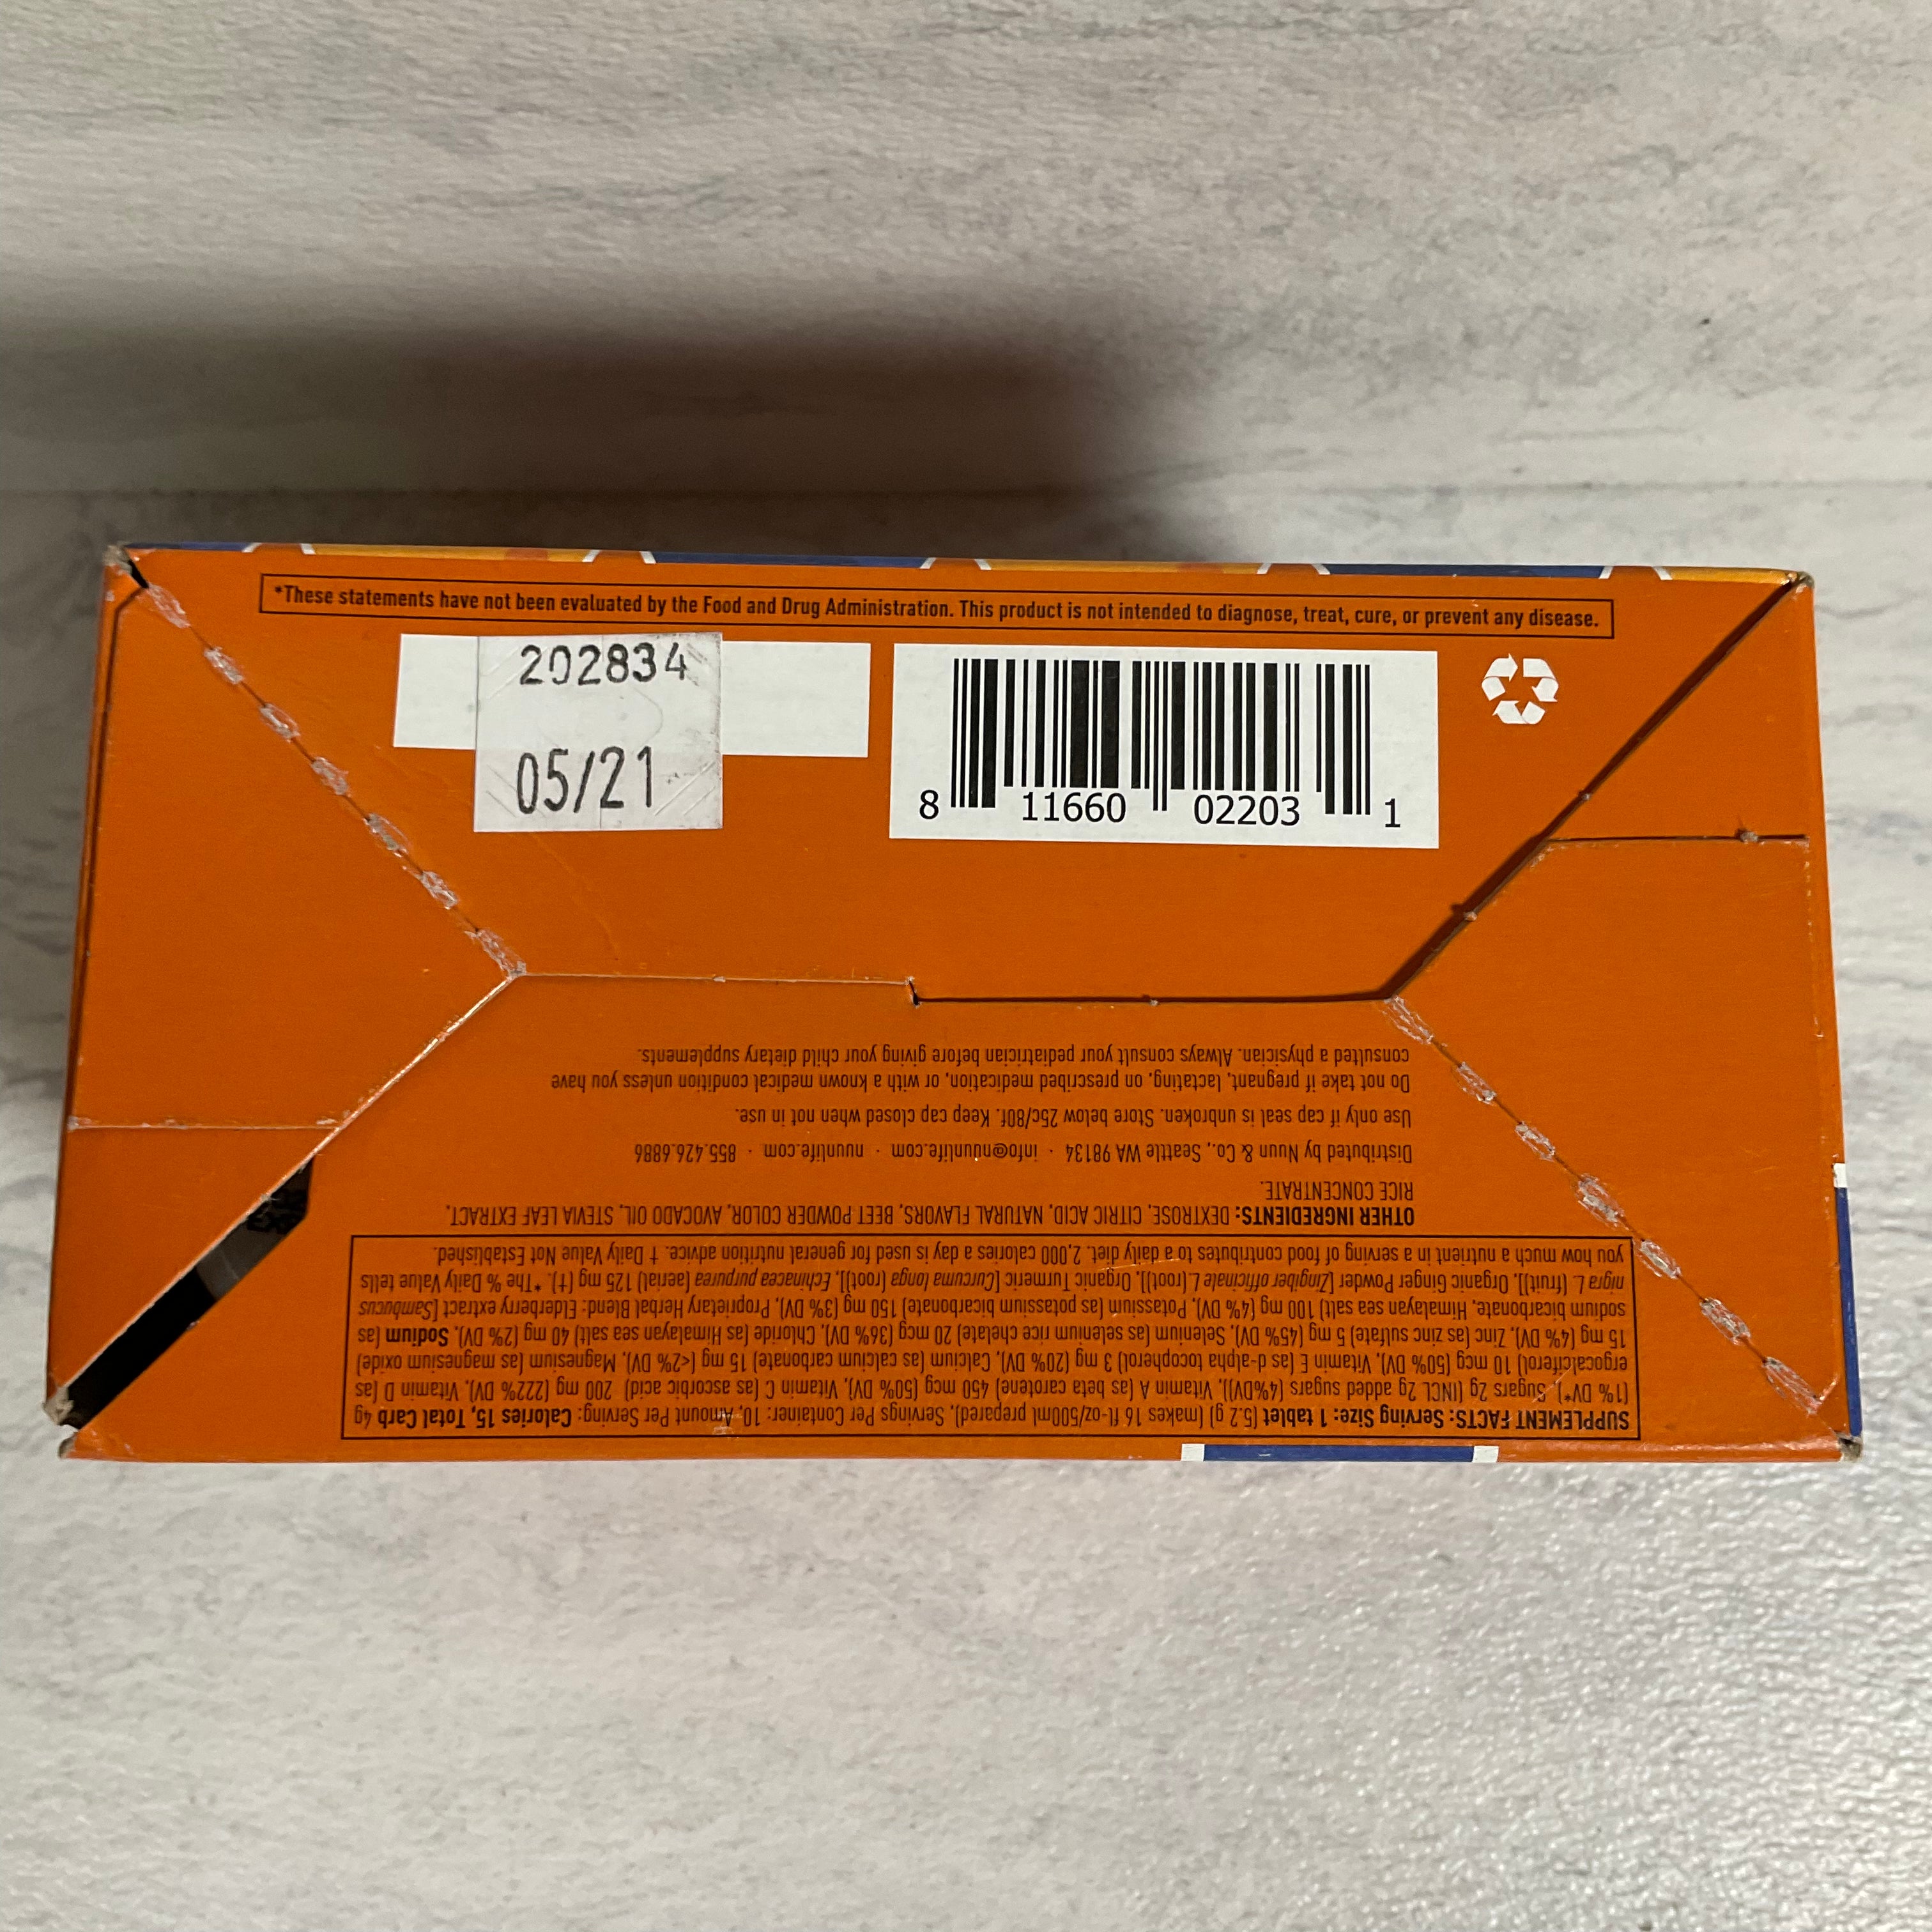 *These statements have not been evaluated by the Food and Drug Administration. This product is not intended to diagnose, treat, cure, or prevent any disease.
202834
05/21
8 11660 02203 1
SUPPLEMENT FACTS: Serving Size: 1 tablet (5.2 g) (makes 16 fl-oz/500ml prepared), Servings Per Container: 10, Amount Per Serving: Calories 15, Total Carb 4g
(1% DV*), Sugars 2g (INCL 2g added sugars (4%DV)), Vitamin A (as beta carotene) 450 mcg (50% DV), Vitamin C (as ascorbic acid) 200 mg (222% DV), Vitamin D (as
ergocalciferol) 10 mcg (50% DV), Vitamin E (as d-alpha tocopherol) 3 mg (20% DV), Calcium (as calcium carbonate) 15 mg (<2% DV), Magnesium (as magnesium oxide)
15 mg (4% DV), Zinc (as zinc sulfate) 5 mg (45% DV), Selenium (as selenium rice chelate) 20 mcg (36% DV), Chloride (as Himalayan sea salt) 40 mg (2% DV), Sodium (as
sodium bicarbonate, Himalayan sea salt) 100 mg (4% DV), Potassium (as potassium bicarbonate) 150 mg (3% DV), Proprietary Herbal Blend: Elderberry extract [Sambucus
nigra L. (fruit)], Organic Ginger Powder [Zingiber officinale L.(root)], Organic Turmeric [Curcuma longa (root)], Echinacea purpurea (aerial) 125 mg (†). *The % Daily Value tells
you how much a nutrient in a serving of food contributes to a daily diet. 2,000 calories a day is used for general nutrition advice. † Daily Value Not Established.
OTHER INGREDIENTS: DEXTROSE, CITRIC ACID, NATURAL FLAVORS, BEET POWDER COLOR, AVOCADO OIL, STEVIA LEAF EXTRACT,
RICE CONCENTRATE.
Distributed by Nuun & Co., Seattle WA 98134 · info@nuunlife.com · nuunlife.com · 855.426.6886
Use only if cap seal is unbroken. Store below 25c/80f. Keep cap closed when not in use.
Do not take if pregnant, lactating, on prescribed medication, or with a known medical condition unless you have
consulted a physician. Always consult your pediatrician before giving your child dietary supplements.